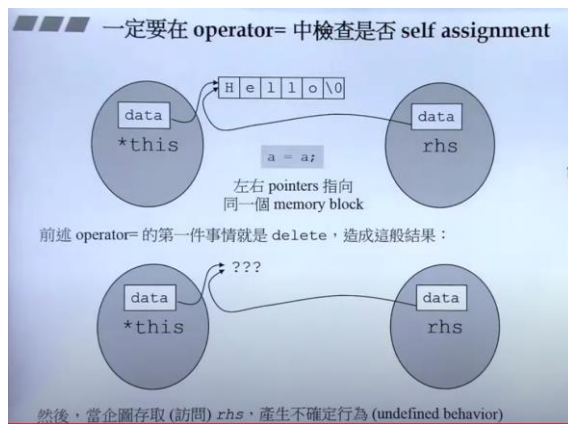 一定要在 operator= 中檢查是否 self assignment
H e l l o \0
data
data
*this
rhs
a = a;
左右 pointers 指向
同一個 memory block
前述 operator= 的第一件事情就是 delete，造成這般結果：
???
data
data
*this
rhs
然後，當企圖存取 (訪問) rhs，產生不確定行為 (undefined behavior)